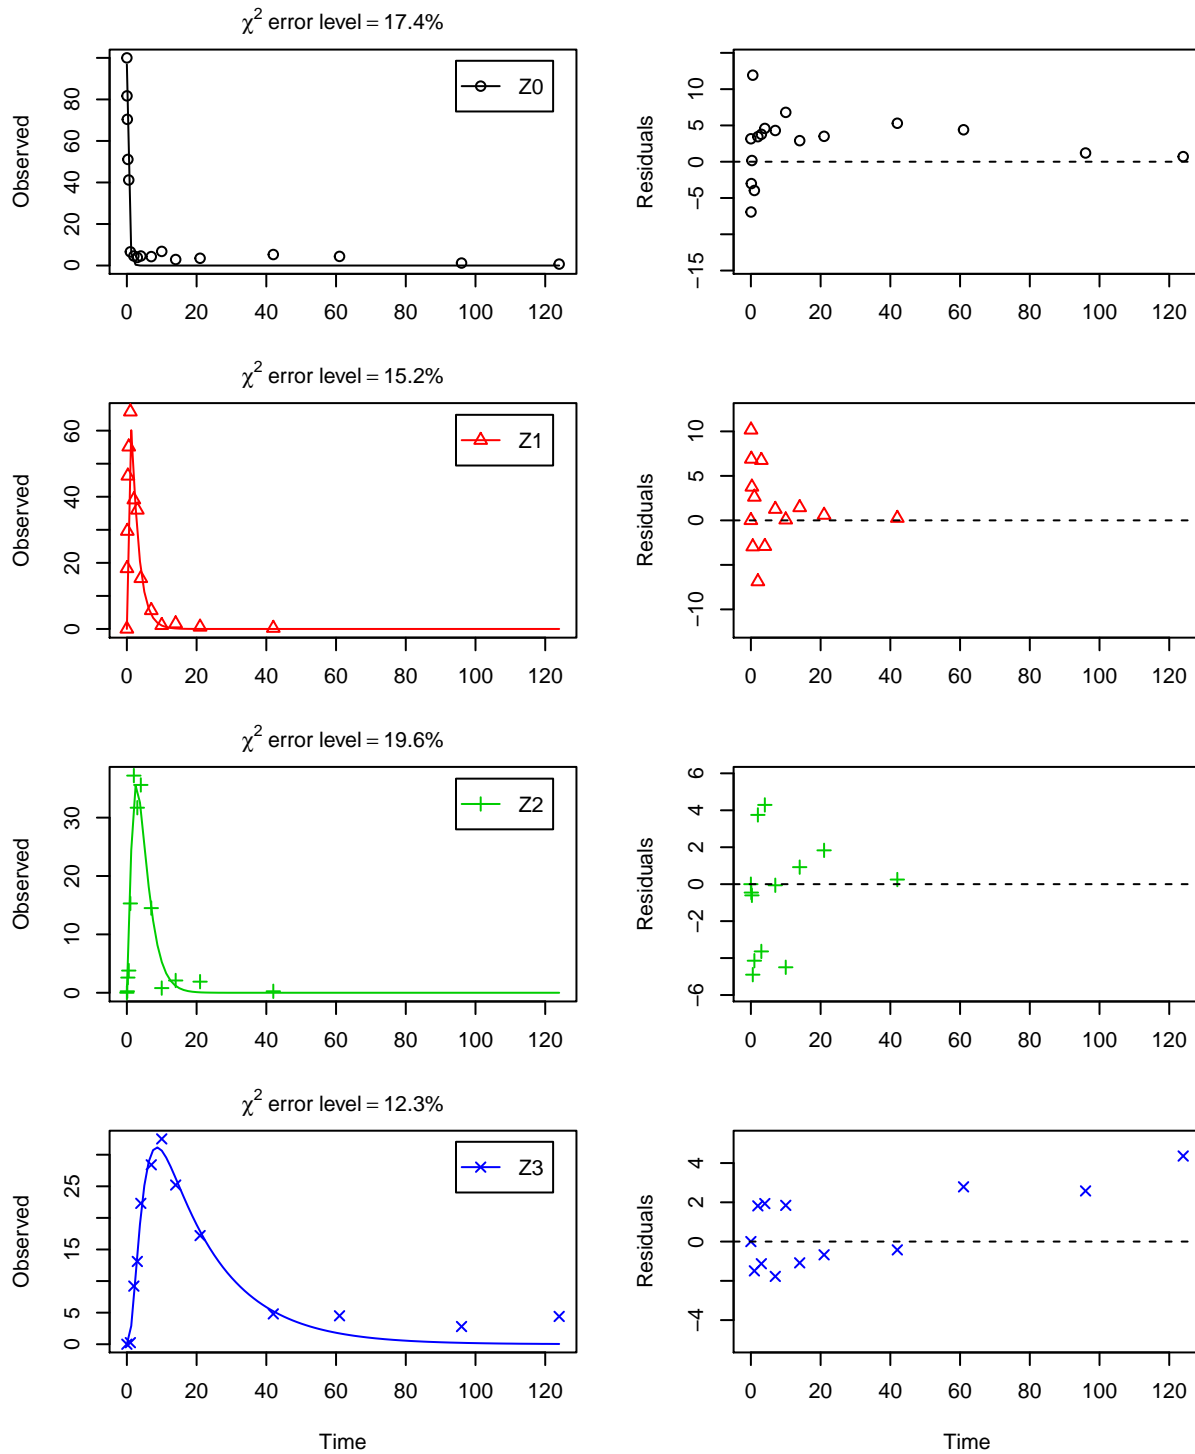 χ² error level = 17.4%
Observed
0 20 40 60 80
Z0
0 20 40 60 80 100 120
Residuals
−15 −5 0 5 10
0 20 40 60 80 100 120
χ² error level = 15.2%
Observed
0 20 40 60
Z1
0 20 40 60 80 100 120
Residuals
−10 0 5 10
0 20 40 60 80 100 120
χ² error level = 19.6%
Observed
0 10 20 30
Z2
0 20 40 60 80 100 120
Residuals
−6 −2 0 2 4 6
0 20 40 60 80 100 120
χ² error level = 12.3%
Observed
0 5 15 25
Z3
0 20 40 60 80 100 120
Time
Residuals
−4 0 2 4
0 20 40 60 80 100 120
Time